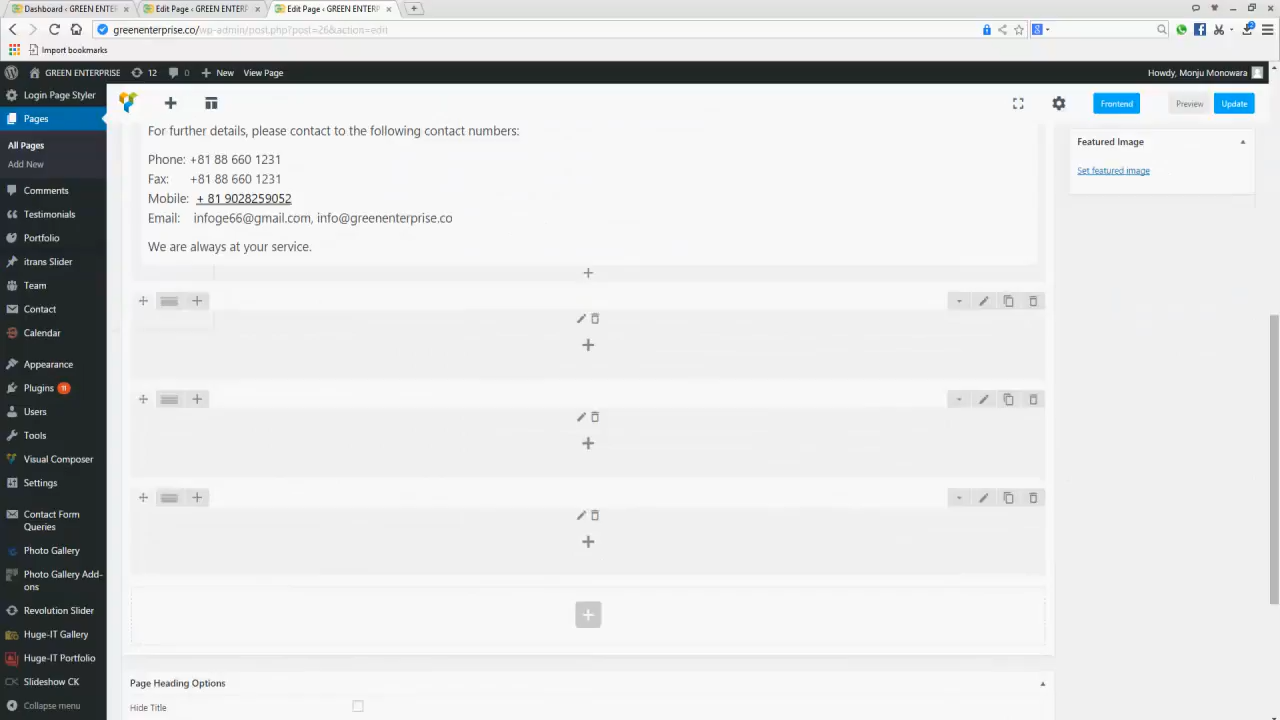 Dashboard ‹ GREEN ENTERP
Edit Page ‹ GREEN ENTERPR
Edit Page ‹ GREEN ENTERPR
greenenterprise.co/wp-admin/post.php?post=26&action=edit
Import bookmarks
GREEN ENTERPRISE
12
0
New
View Page
Howdy, Monju Monowara
Login Page Styler
Pages
All Pages
Add New
Comments
Testimonials
Portfolio
itrans Slider
Team
Contact
Calendar
Appearance
Plugins 11
Users
Tools
Visual Composer
Settings
Contact Form
Queries
Photo Gallery
Photo Gallery Add-
ons
Revolution Slider
Huge-IT Gallery
Huge-IT Portfolio
Slideshow CK
Collapse menu
Frontend
Preview
Update
For further details, please contact to the following contact numbers:
Phone: +81 88 660 1231
Fax: +81 88 660 1231
Mobile: + 81 9028259052
Email: infoge66@gmail.com, info@greenenterprise.co
We are always at your service.
Featured Image
Set featured image
Page Heading Options
Hide Title